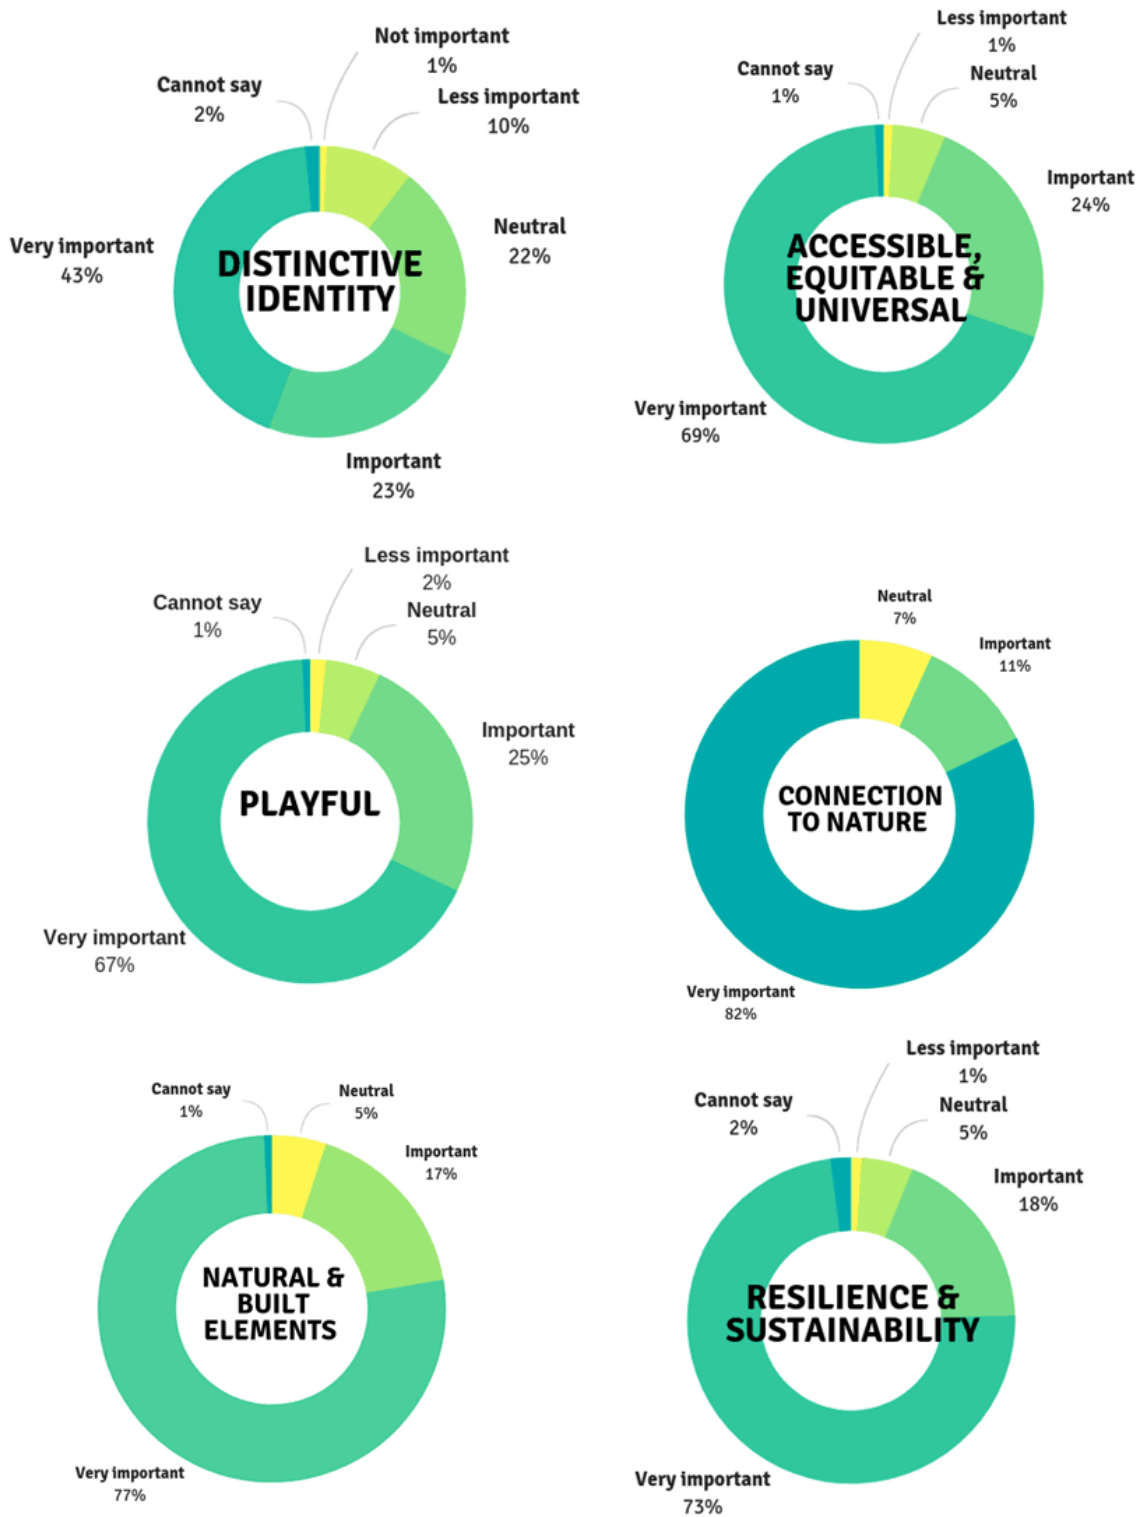 Not important
1%
Cannot say
2%
Less important
10%
Neutral
22%
Very important
43%
Important
23%
DISTINCTIVE
IDENTITY
Less important
1%
Cannot say
1%
Neutral
5%
Important
24%
Very important
69%
ACCESSIBLE,
EQUITABLE &
UNIVERSAL
Less important
2%
Cannot say
1%
Neutral
5%
Important
25%
Very important
67%
PLAYFUL
Neutral
7%
Important
11%
Very important
82%
CONNECTION
TO NATURE
Cannot say
1%
Neutral
5%
Important
17%
Very important
77%
NATURAL &
BUILT
ELEMENTS
Less important
1%
Cannot say
2%
Neutral
5%
Important
18%
Very important
73%
RESILIENCE &
SUSTAINABILITY